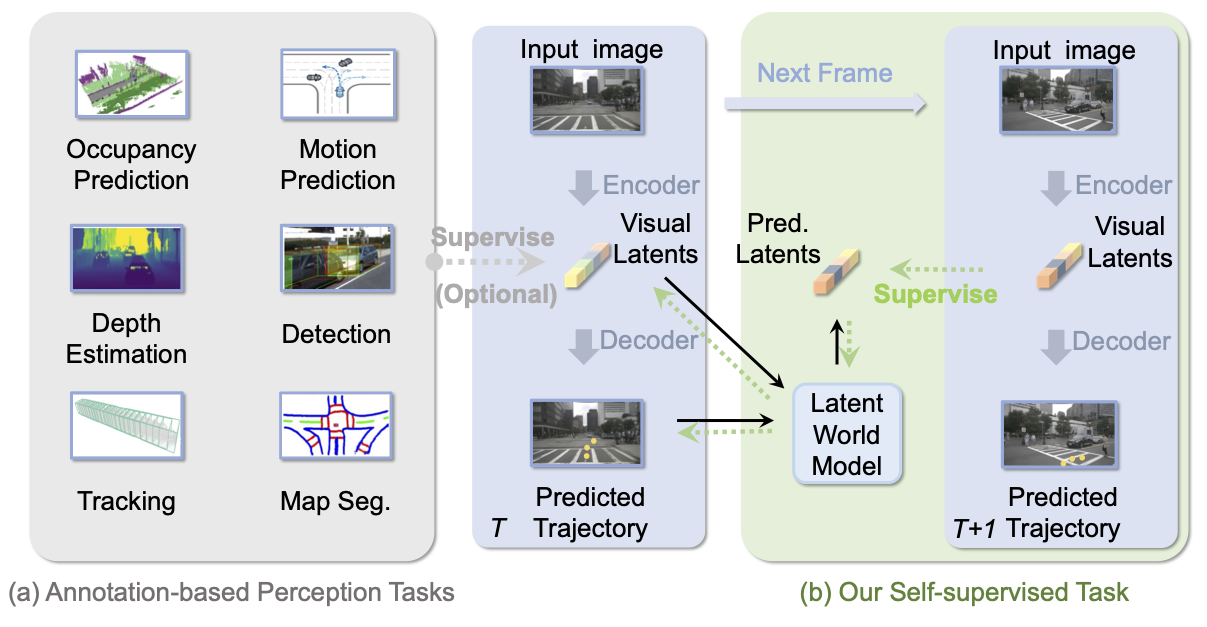 Occupancy
Prediction
Motion
Prediction
Depth
Estimation
Detection
Tracking
Map Seg.
Supervise
(Optional)
Input image
Encoder
Visual
Latents
Decoder
Predicted
Trajectory
T
Next Frame
Pred.
Latents
Supervise
Latent
World
Model
Input image
Encoder
Visual
Latents
Decoder
Predicted
Trajectory
T+1
(a) Annotation-based Perception Tasks
(b) Our Self-supervised Task